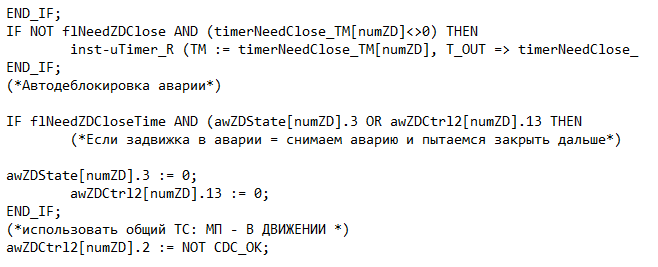 END_IF;
IF NOT flNeedZDClose AND (timerNeedClose_TM[numZD]<>0) THEN
inst-uTimer_R (TM := timerNeedClose_TM[numZD], T_OUT => timerNeedClose_
END_IF;
(*Автодеблокировка аварии*)
IF flNeedZDCloseTime AND (awZDState[numZD].3 OR awZDCtrl2[numZD].13 THEN
(*Если задвижка в аварии = снимаем аварию и пытаемся закрыть дальше*)
awZDState[numZD].3 := 0;
awZDCtrl2[numZD].13 := 0;
END_IF;
(*использовать общий ТС: МП - В ДВИЖЕНИИ *)
awZDCtrl2[numZD].2 := NOT CDC_OK;